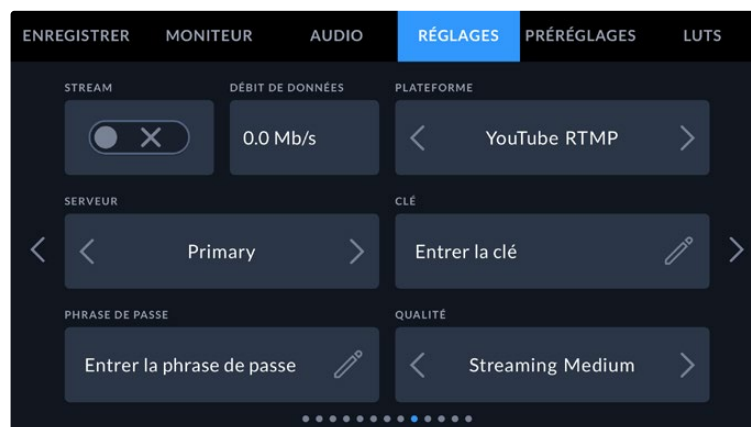 ENREGISTRER MONITEUR AUDIO RÉGLAGES PRÉRÉGLAGES LUTS
STREAM DÉBIT DE DONNÉES PLATEFORME
0.0 Mb/s YouTube RTMP
SERVEUR CLÉ
Primary Entrer la clé
PHRASE DE PASSE QUALITÉ
Entrer la phrase de passe Streaming Medium